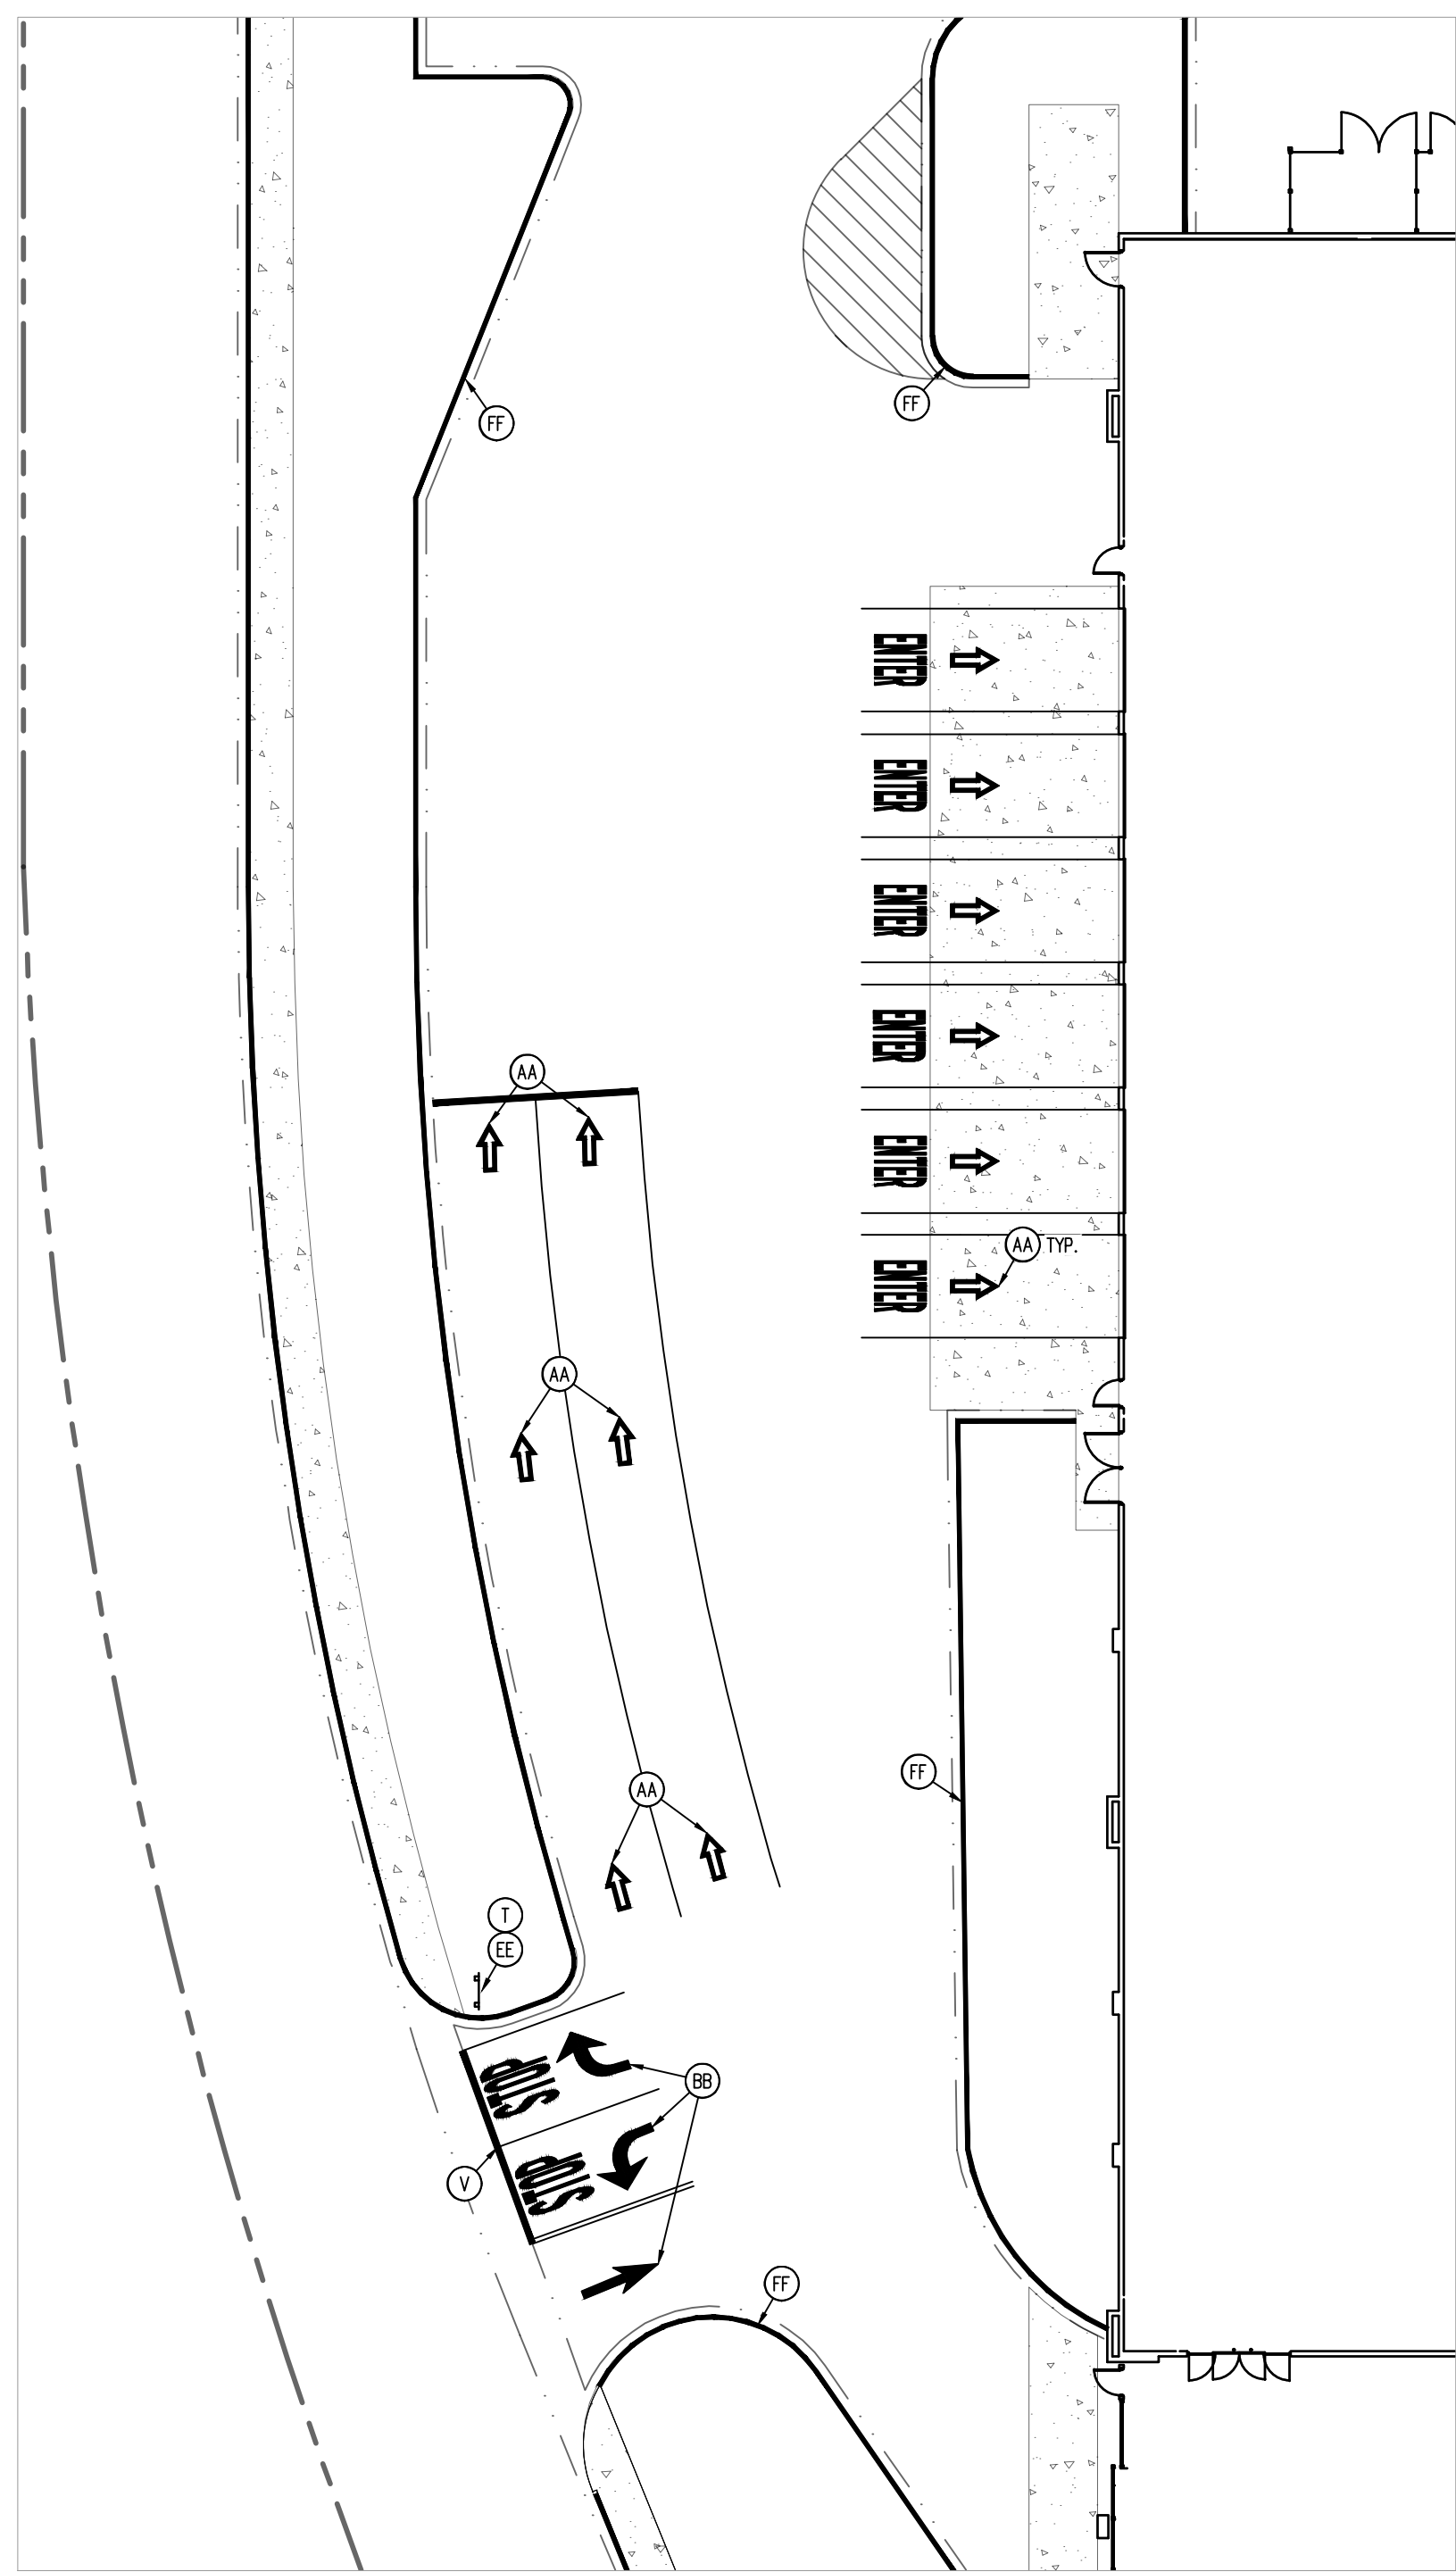 FF
FF
ENTER
ENTER
ENTER
ENTER
AA
ENTER
AA TYP.
ENTER
AA
FF
AA
T
EE
BB
STOP
STOP
V
FF